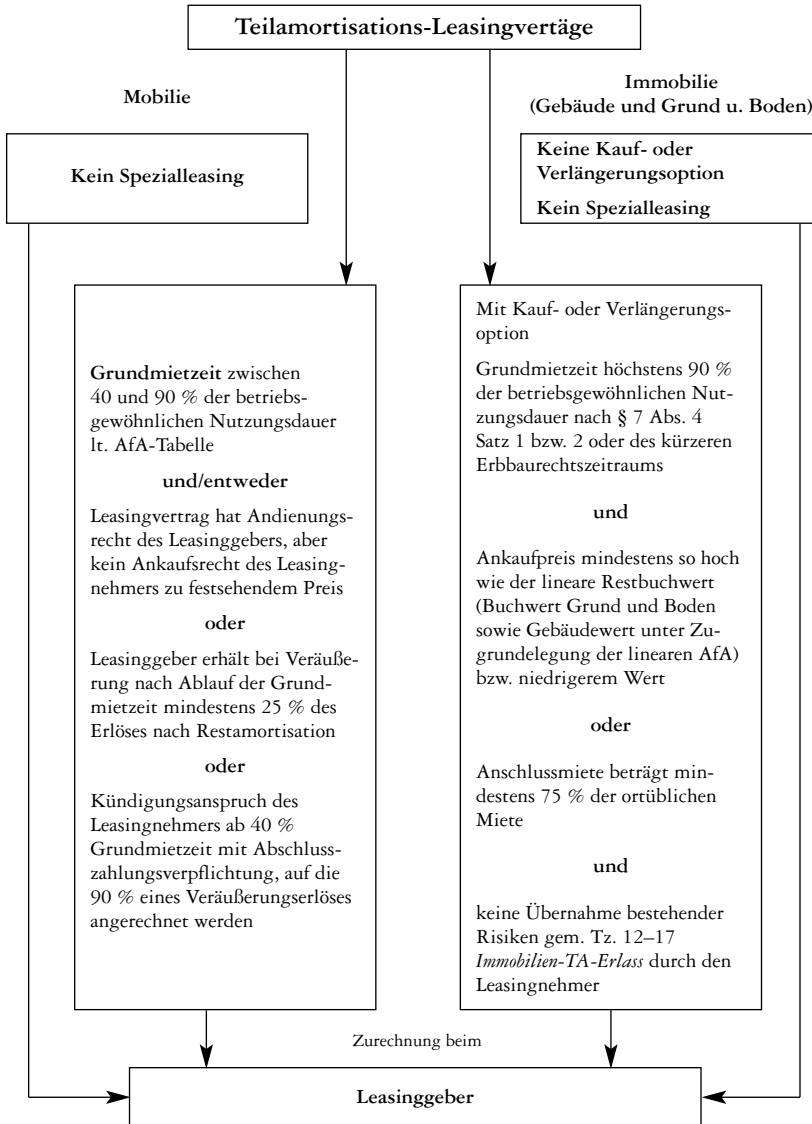 Teilamortisations-Leasingvertäge
Mobilie
Immobilie
(Gebäude und Grund u. Boden)
Kein Spezialleasing
Keine Kauf- oder
Verlängerungsoption
Kein Spezialleasing
Grundmietzeit zwischen
40 und 90 % der betriebs-
gewöhnlichen Nutzungsdauer
lt. AfA-Tabelle
und/entweder
Leasingvertrag hat Andienungs-
recht des Leasinggebers, aber
kein Ankaufsrecht des Leasing-
nehmers zu festsehendem Preis
oder
Leasinggeber erhält bei Veräuße-
rung nach Ablauf der Grund-
mietzeit mindestens 25 % des
Erlöses nach Restamortisation
oder
Kündigungsanspruch des
Leasingnehmers ab 40 %
Grundmietzeit mit Abschluss-
zahlungsverpflichtung, auf die
90 % eines Veräußerungserlöses
angerechnet werden
Mit Kauf- oder Verlängerungs-
option
Grundmietzeit höchstens 90 %
der betriebsgewöhnlichen Nut-
zungsdauer nach § 7 Abs. 4
Satz 1 bzw. 2 oder des kürzeren
Erbbaurechtszeitraums
und
Ankaufpreis mindestens so hoch
wie der lineare Restbuchwert
(Buchwert Grund und Boden
sowie Gebäudewert unter Zu-
grundelegung der linearen AfA)
bzw. niedrigerem Wert
oder
Anschlussmiete beträgt min-
destens 75 % der ortüblichen
Miete
und
keine Übernahme bestehender
Risiken gem. Tz. 12–17
Immobilien-TA-Erlass durch den
Leasingnehmer
Zurechnung beim
Leasinggeber